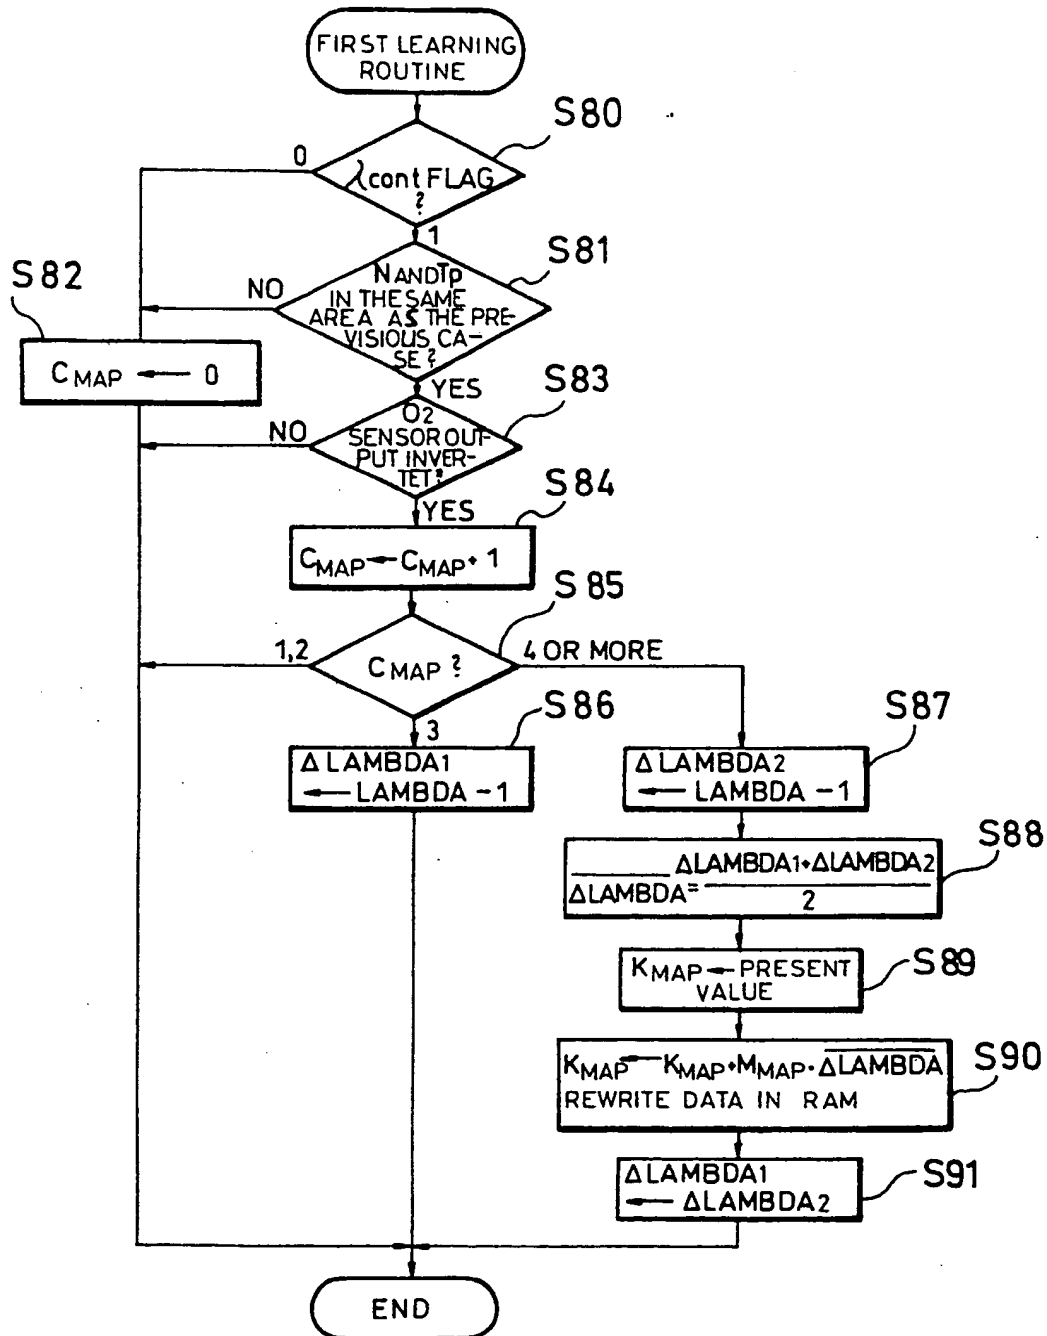 FIRST LEARNING
ROUTINE
S80
0
λcont FLAG
?
1
S81
S82
NO
N AND Tp
IN THE SAME
AREA AS THE PRE-
VISIOUS CA-
SE?
CMAP ← 0
YES
S83
NO
O2
SENSOR OUT-
PUT INVER-
TET?
YES
S84
CMAP ← CMAP + 1
S85
1,2
CMAP ?
4 OR MORE
3
S86
S87
Δ LAMBDA1
← LAMBDA - 1
Δ LAMBDA2
← LAMBDA - 1
S88
ΔLAMBDA1+ΔLAMBDA2
ΔLAMBDA=
2
S89
KMAP ← PRESENT
VALUE
S90
KMAP ← KMAP+MMAP·ΔLAMBDA
REWRITE DATA IN RAM
S91
ΔLAMBDA1
← ΔLAMBDA2
END